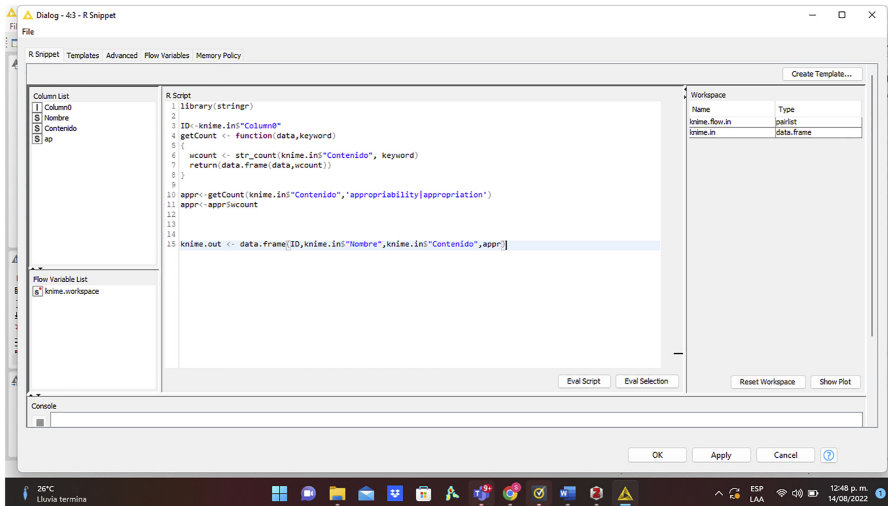 Dialog - 4:3 - R Snippet
File
R Snippet Templates Advanced Flow Variables Memory Policy
Create Template...
Column List
I Column0
S Nombre
S Contenido
S ap
Flow Variable List
s knime.workspace
R Script
1 library(stringr)
2
3 ID<-knime.in$"Column0"
4 getCount <- function(data,keyword)
5 {
6 wcount <- str_count(knime.in$"Contenido", keyword)
7 return(data.frame(data,wcount))
8 }
9
10 appr<-getCount(knime.in$"Contenido",'appropriability|appropriation')
11 appr<-appr$wcount
12
13
14
15 knime.out <- data.frame(ID,knime.in$"Nombre",knime.in$"Contenido",appr)
Eval Script Eval Selection
Workspace
Name Type
knime.flow.in pairlist
knime.in data.frame
Reset Workspace Show Plot
Console
OK Apply Cancel ?
26°C
Lluvia termina
9+
W
ESP
LAA
12:48 p. m.
14/08/2022
1